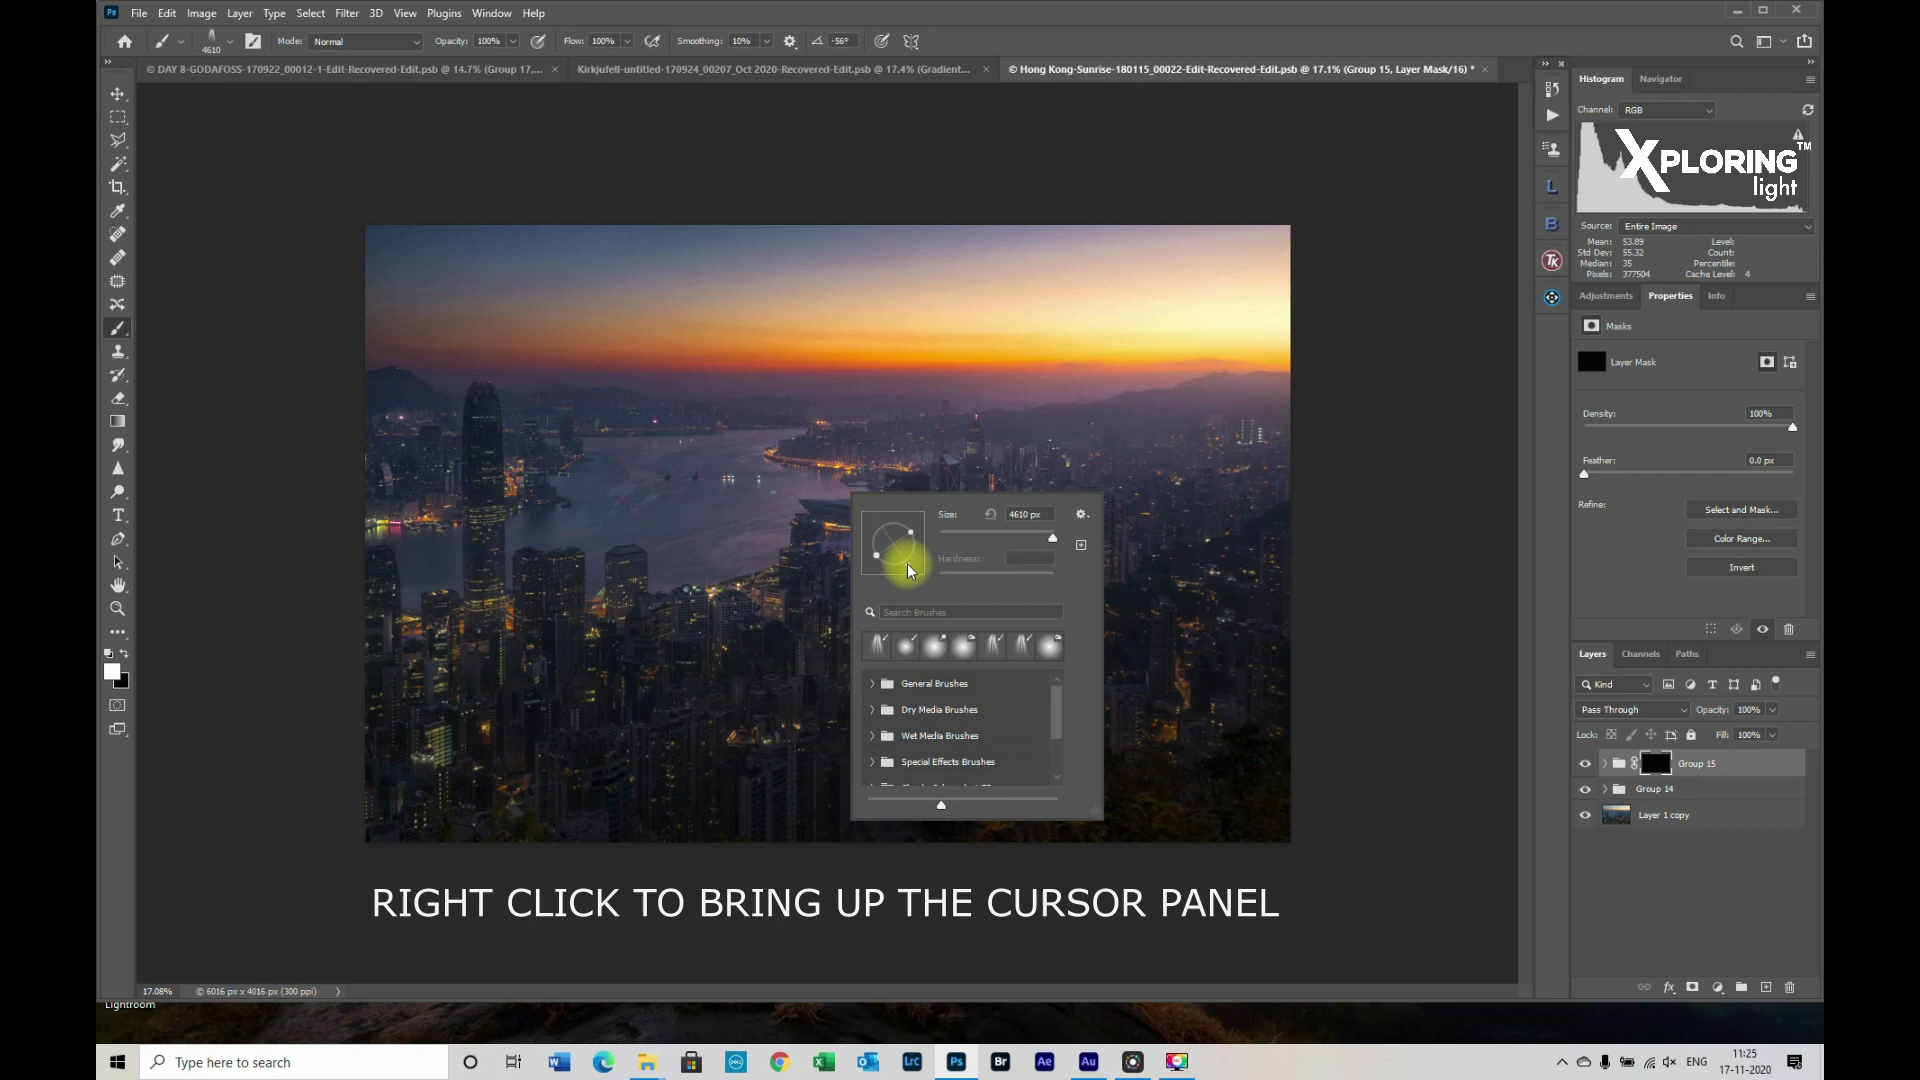 Ps File Edit Image Layer Type Select Filter 3D View Plugins Window Help
4610 Mode: Normal Opacity: 100% Flow: 100% Smoothing: 10% -56°
© DAY 8-GODAFOSS-170922_00012-1-Edit-Recovered-Edit.psb @ 14.7% (Group 17,... × Kirkjufell-untitled-170924_00207_Oct 2020-Recovered-Edit.psb @ 17.4% (Gradient... × © Hong Kong-Sunrise-180115_00022-Edit-Recovered-Edit.psb @ 17.1% (Group 15, Layer Mask/16) * ×
Histogram Navigator
Channel: RGB
XPLORING™
light
Source: Entire Image
Mean: 53.89 Level:
Std Dev: 55.32 Count:
Median: 35 Percentile:
Pixels: 377504 Cache Level: 4
Adjustments Properties Info
Masks
Layer Mask
Density: 100%
Feather: 0.0 px
Refine: Select and Mask...
Color Range...
Invert
L
B
TK
Size: 4610 px
Hardness:
Search Brushes
General Brushes
Dry Media Brushes
Wet Media Brushes
Special Effects Brushes
Layers Channels Paths
Kind
Pass Through Opacity: 100%
Lock: Fill: 100%
Group 15
Group 14
Layer 1 copy
fx
RIGHT CLICK TO BRING UP THE CURSOR PANEL
17.08% © 6016 px x 4016 px (300 ppi)
Lightroom
Type here to search
LrC Ps Br Ae Au
ENG
11:25
17-11-2020